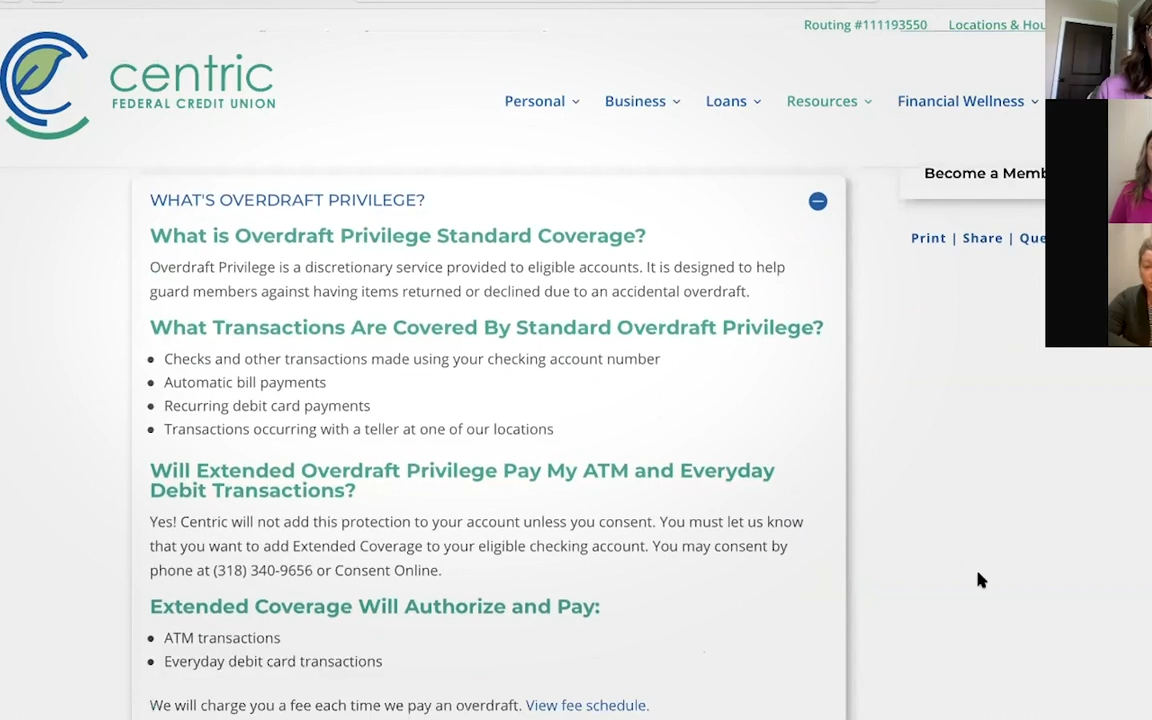 Routing #111193550 Locations & Hou
centric
FEDERAL CREDIT UNION
Personal Business Loans Resources Financial Wellness
Become a Memb
Print | Share | Que
WHAT'S OVERDRAFT PRIVILEGE?
What is Overdraft Privilege Standard Coverage?
Overdraft Privilege is a discretionary service provided to eligible accounts. It is designed to help
guard members against having items returned or declined due to an accidental overdraft.
What Transactions Are Covered By Standard Overdraft Privilege?
• Checks and other transactions made using your checking account number
• Automatic bill payments
• Recurring debit card payments
• Transactions occurring with a teller at one of our locations
Will Extended Overdraft Privilege Pay My ATM and Everyday
Debit Transactions?
Yes! Centric will not add this protection to your account unless you consent. You must let us know
that you want to add Extended Coverage to your eligible checking account. You may consent by
phone at (318) 340-9656 or Consent Online.
Extended Coverage Will Authorize and Pay:
• ATM transactions
• Everyday debit card transactions
We will charge you a fee each time we pay an overdraft. View fee schedule.